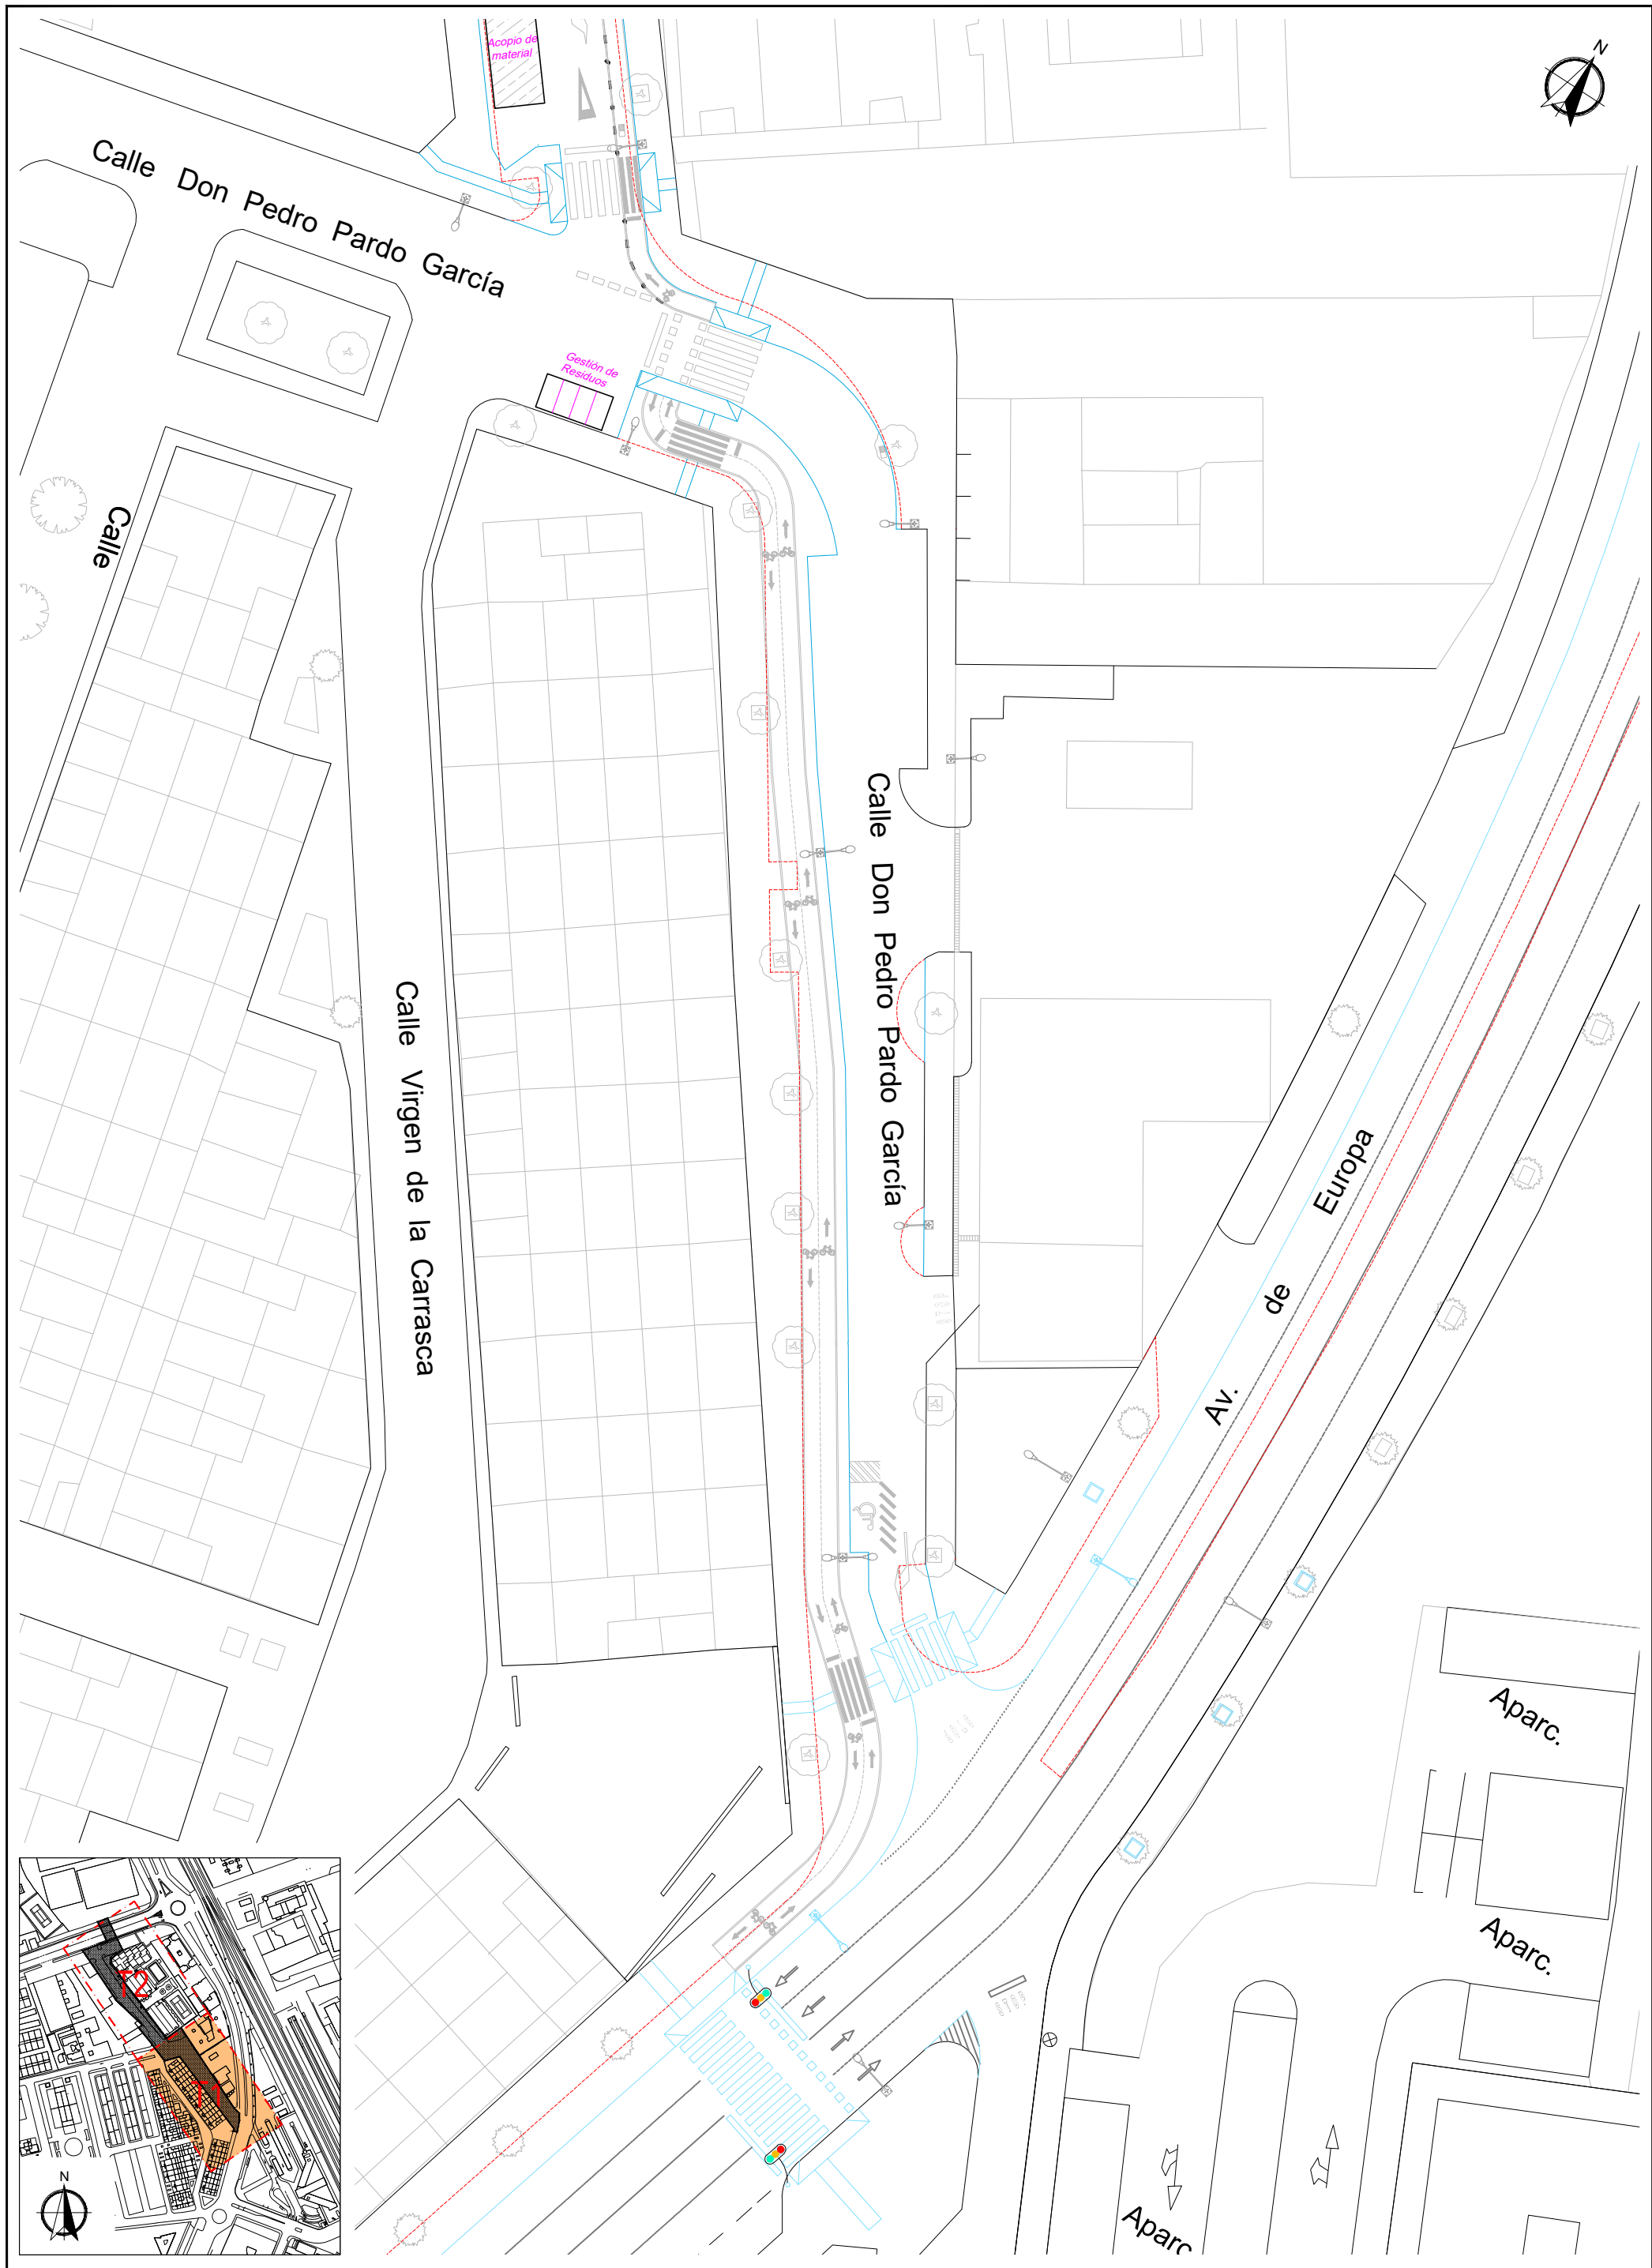 Acopio de
material
N
Calle Don Pedro Pardo García
Gestión de
Residuos
Calle
Calle Don Pedro Pardo García
Calle Virgen de la Carrasca
Av. de Europa
Aparc.
Aparc.
Aparc
T2
T1
N